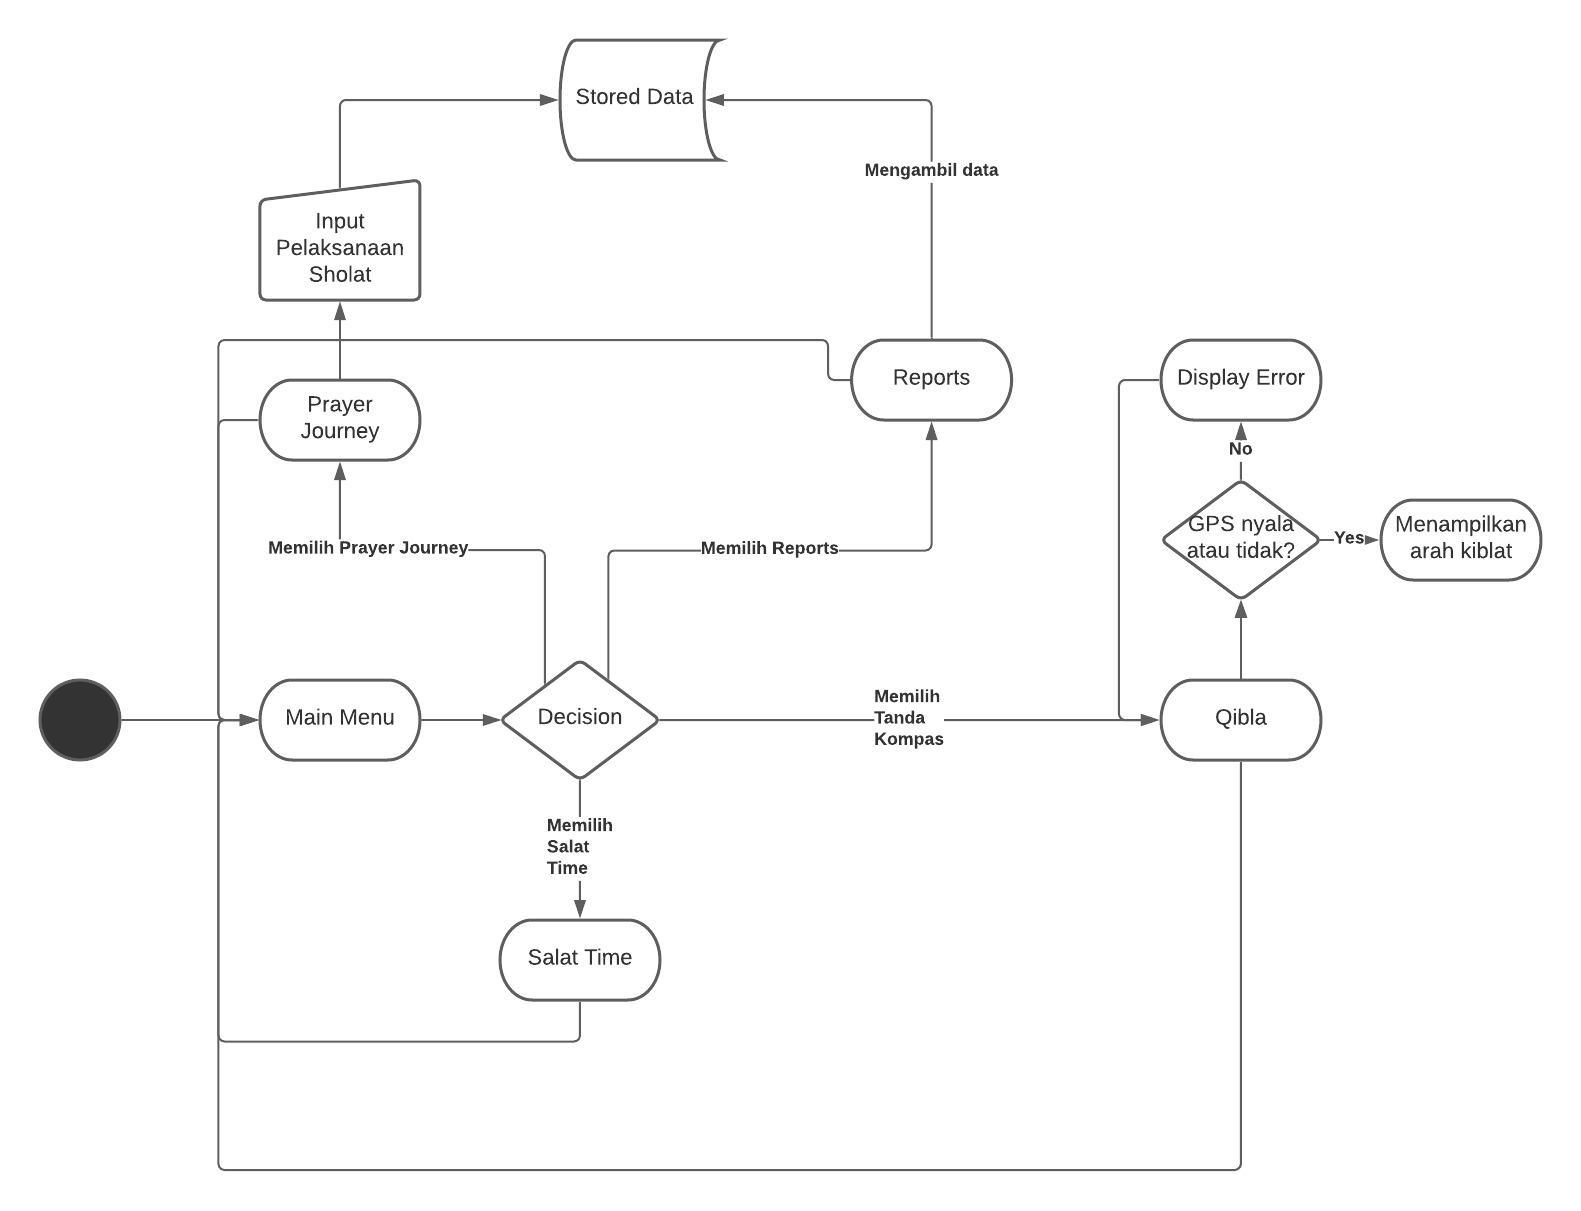 Stored Data
Mengambil data
Input
Pelaksanaan
Sholat
Reports
Display Error
Prayer
Journey
No
GPS nyala
atau tidak?
Yes
Menampilkan
arah kiblat
Memilih Prayer Journey
Memilih Reports
Main Menu
Decision
Memilih
Tanda
Kompas
Qibla
Memilih
Salat
Time
Salat Time